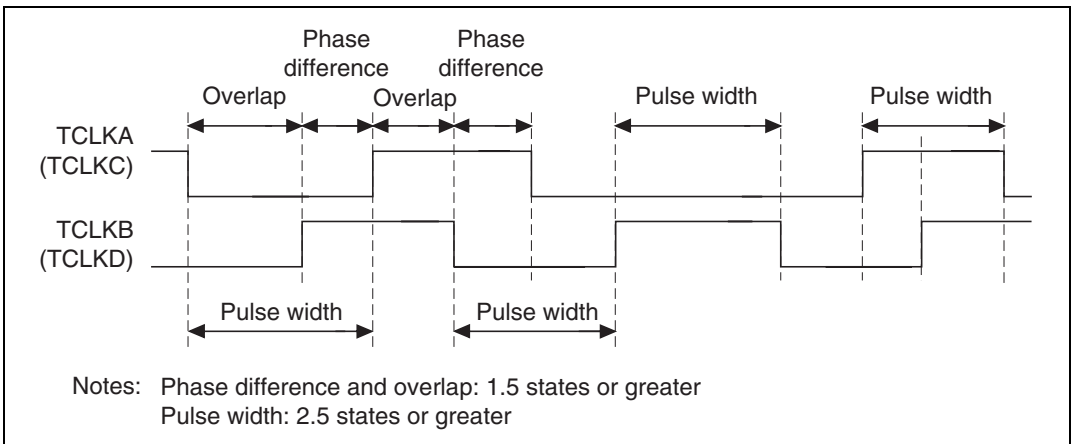 Phase
difference
Phase
difference
Overlap
Overlap
Pulse width
Pulse width
TCLKA
(TCLKC)
TCLKB
(TCLKD)
Pulse width
Pulse width
Notes: Phase difference and overlap: 1.5 states or greater
Pulse width: 2.5 states or greater